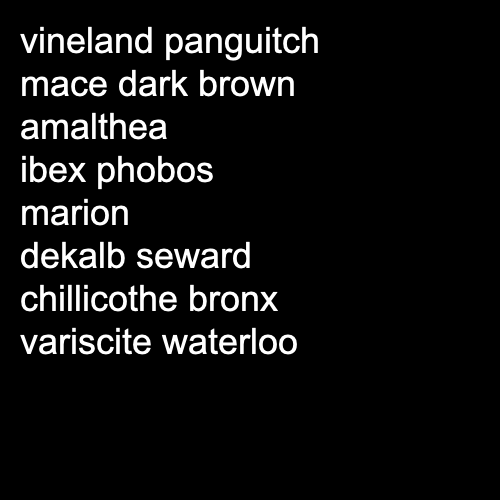 vineland panguitch
mace dark brown
amalthea
ibex phobos
marion
dekalb seward
chillicothe bronx
variscite waterloo